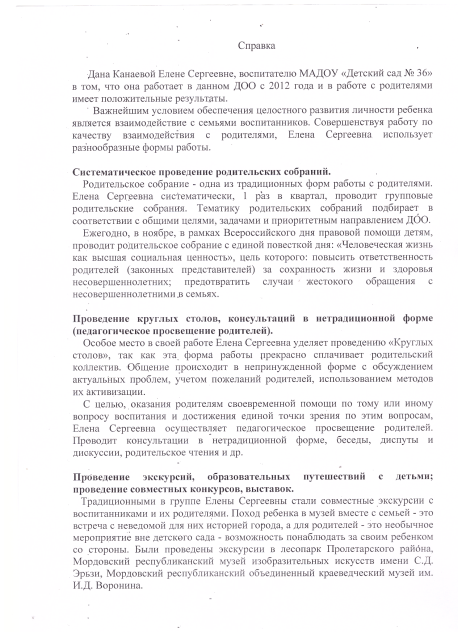 Справка
Дана Канаевой Елене Сергеевне, воспитателю МАДОУ «Детский сад № 36»
в том, что она работает в данном ДОО с 2012 года и в работе с родителями
имеет положительные результаты.
Важнейшим условием обеспечения целостного развития личности ребенка
является взаимодействие с семьями воспитанников. Совершенствуя работу по
качеству взаимодействия с родителями, Елена Сергеевна использует
разнообразные формы работы.
Систематическое проведение родительских собраний.
Родительское собрание - одна из традиционных форм работы с родителями.
Елена Сергеевна систематически, 1 раз в квартал, проводит групповые
родительские собрания. Тематику родительских собраний подбирает в
соответствии с общими целями, задачами и приоритетным направлением ДОО.
Ежегодно, в ноябре, в рамках Всероссийского дня правовой помощи детям,
проводит родительское собрание с единой повесткой дня: «Человеческая жизнь
как высшая социальная ценность», цель которого: повысить ответственность
родителей (законных представителей) за сохранность жизни и здоровья
несовершеннолетних; предотвратить случаи жестокого обращения с
несовершеннолетними в семьях.
Проведение круглых столов, консультаций в нетрадиционной форме
(педагогическое просвещение родителей).
Особое место в своей работе Елена Сергеевна уделяет проведению «Круглых
столов», так как эта форма работы прекрасно сплачивает родительский
коллектив. Общение происходит в непринужденной форме с обсуждением
актуальных проблем, учетом пожеланий родителей, использованием методов
их активизации.
С целью, оказания родителям своевременной помощи по тому или иному
вопросу воспитания и достижения единой точки зрения по этим вопросам,
Елена Сергеевна осуществляет педагогическое просвещение родителей.
Проводит консультации в нетрадиционной форме, беседы, диспуты и
дискуссии, родительское чтения и др.
Проведение экскурсий, образовательных путешествий с детьми;
проведение совместных конкурсов, выставок.
Традиционными в группе Елены Сергеевны стали совместные экскурсии с
воспитанниками и их родителями. Поход ребенка в музей вместе с семьей - это
встреча с неведомой для них историей города, а для родителей - это необычное
мероприятие вне детского сада - возможность понаблюдать за своим ребенком
со стороны. Были проведены экскурсии в лесопарк Пролетарского района,
Мордовский республиканский музей изобразительных искусств имени С.Д.
Эрьзи, Мордовский республиканский объединенный краеведческий музей им.
И.Д. Воронина.